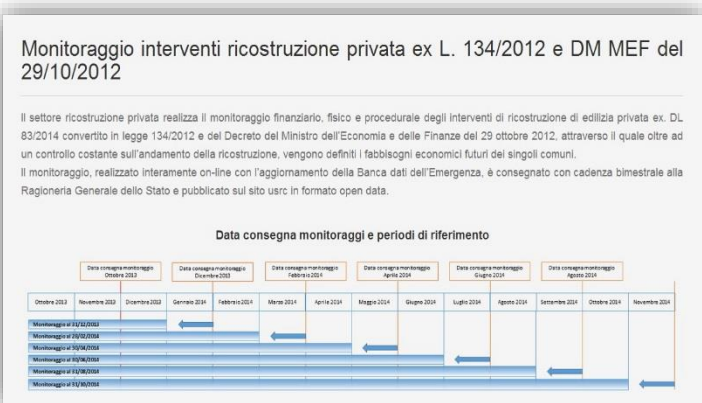 Monitoraggio interventi ricostruzione privata ex L. 134/2012 e DM MEF del
29/10/2012
Il settore ricostruzione privata realizza il monitoraggio finanziario, fisico e procedurale degli interventi di ricostruzione di edilizia privata ex. DL
83/2014 convertito in legge 134/2012 e del Decreto del Ministro dell'Economia e delle Finanze del 29 ottobre 2012, attraverso il quale oltre ad
un controllo costante sull'andamento della ricostruzione, vengono definiti i fabbisogni economici futuri dei singoli comuni.
Il monitoraggio, realizzato interamente on-line con l'aggiornamento della Banca dati dell'Emergenza, è consegnato con cadenza bimestrale alla
Ragioneria Generale dello Stato e pubblicato sul sito usrc in formato open data.
Data consegna monitoraggi e periodi di riferimento
Data consegna monitoraggio Ottobre 2013
Data consegna monitoraggio Dicembre 2013
Data consegna monitoraggio Febbraio 2014
Data consegna monitoraggio Aprile 2014
Data consegna monitoraggio Giugno 2014
Data consegna monitoraggio Agosto 2014
Ottobre 2013 Novembre 2013 Dicembre 2013 Gennaio 2014 Febbraio 2014 Marzo 2014 Aprile 2014 Maggio 2014 Giugno 2014 Luglio 2014 Agosto 2014 Settembre 2014 Ottobre 2014 Novembre 2014
Monitoraggio al 31/12/2013
Monitoraggio al 28/02/2014
Monitoraggio al 30/04/2014
Monitoraggio al 30/06/2014
Monitoraggio al 31/08/2014
Monitoraggio al 31/10/2014